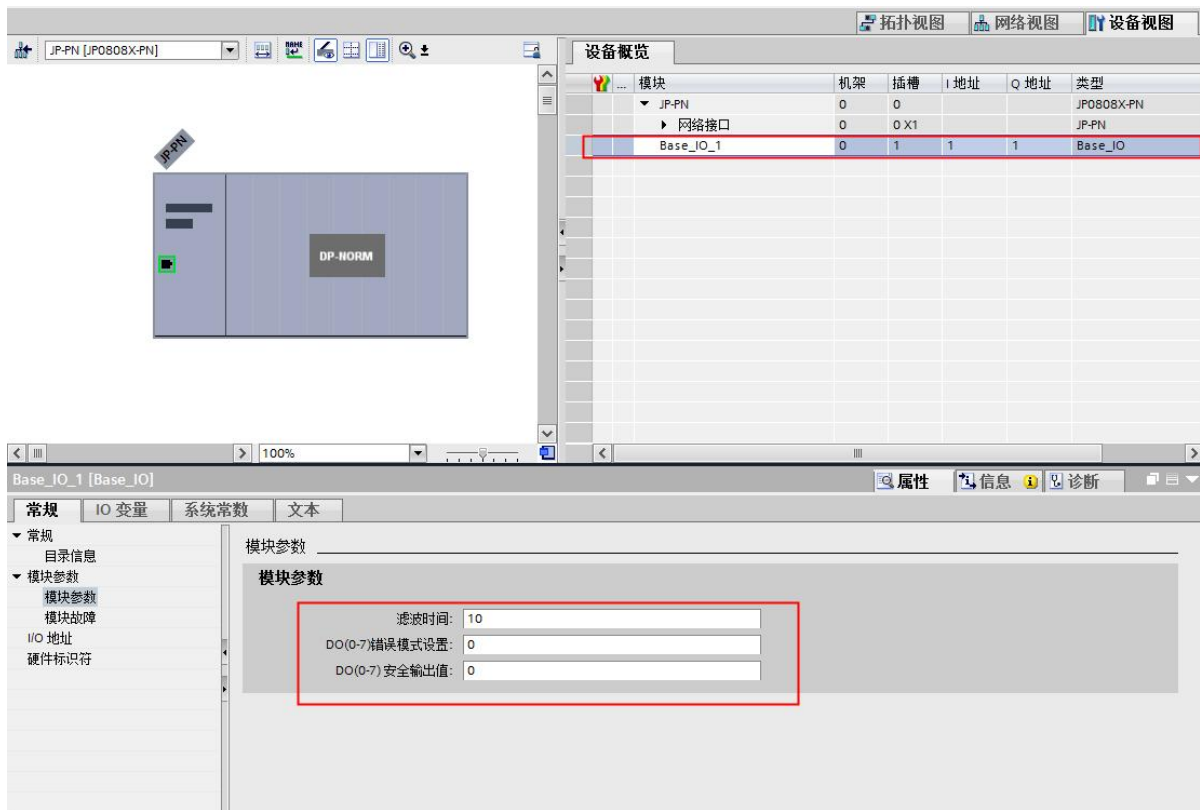 拓扑视图 网络视图 设备视图
JP-PN [JP0808X-PN]
设备概览
... 模块 机架 插槽 I 地址 Q 地址 类型
JP-PN 0 0 JP0808X-PN
网络接口 0 0 X1 JP-PN
Base_IO_1 0 1 1 1 Base_IO
JP-PN
DP-NORM
100%
Base_IO_1 [Base_IO]
属性 信息 诊断
常规 IO 变量 系统常数 文本
常规
目录信息
模块参数
模块参数
模块故障
I/O 地址
硬件标识符
模块参数
模块参数
滤波时间: 10
DO(0-7)错误模式设置: 0
DO(0-7) 安全输出值: 0